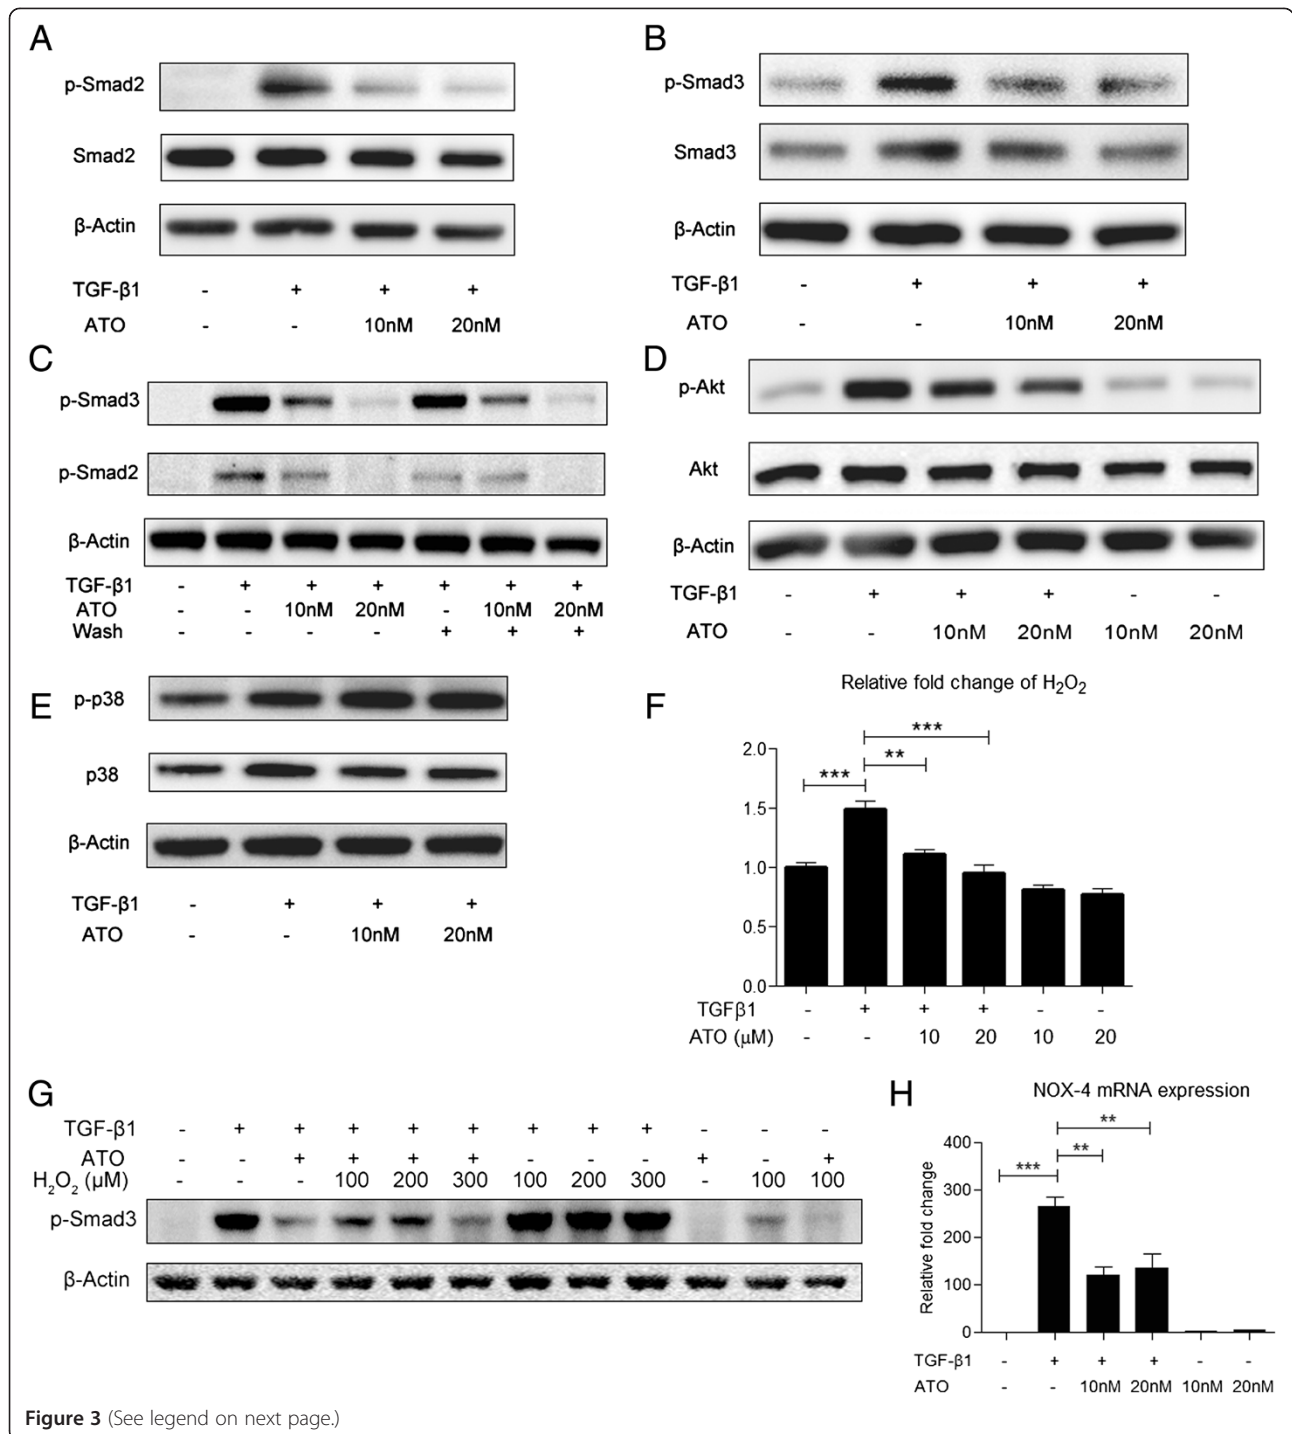 A
p-Smad2
Smad2
β-Actin
TGF-β1 - + + +
ATO - - 10nM 20nM
B
p-Smad3
Smad3
β-Actin
TGF-β1 - + + +
ATO - - 10nM 20nM
C
p-Smad3
p-Smad2
β-Actin
TGF-β1 - + + + + + +
ATO - - 10nM 20nM - 10nM 20nM
Wash - - - - + + +
D
p-Akt
Akt
β-Actin
TGF-β1 - + + + - -
ATO - - 10nM 20nM 10nM 20nM
E
p-p38
p38
β-Actin
TGF-β1 - + + +
ATO - - 10nM 20nM
F
Relative fold change of H₂O₂
***
**
***
2.0
1.5
1.0
0.5
0.0
TGFβ1 - + + + - -
ATO (μM) - - 10 20 10 20
G
TGF-β1 - + + + + + + + + - - -
ATO - - + + + + - - - + - +
H₂O₂ (μM) - - - 100 200 300 100 200 300 - 100 100
p-Smad3
β-Actin
H
NOX-4 mRNA expression
**
**
***
Relative fold change
400
300
200
100
0
TGF-β1 - + + + - -
ATO - - 10nM 20nM 10nM 20nM
Figure 3 (See legend on next page.)